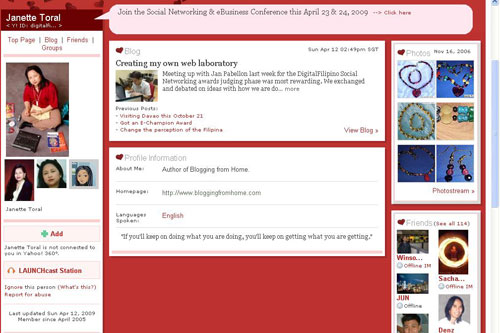 Janette Toral
< Y! ID: digitalfi... >
Join the Social Networking & eBusiness Conference this April 23 & 24, 2009 --> Click here
Top Page | Blog | Friends |
Groups
Janette Toral
Add
Janette Toral is not connected
to you in Yahoo! 360°.
LAUNCHcast Station
Ignore this person (What's this?)
Report for abuse
Last updated Sun Apr 12, 2009
Member since April 2005
Blog
Sun Apr 12 02:49pm SGT
Creating my own web laboratory
Meeting up with Jan Pabellon last week for the DigitalFilipino Social
Networking awards judging phase was most rewarding. We exchanged
and debated on ideas with how we are do... more
Previous Posts:
- Visiting Davao this October 21
- Got an E-Champion Award
- Change the perception of the Filipina
View Blog »
Profile Information
About Me: Author of Blogging from Home.
Homepage: http://www.bloggingfromhome.com
Languages
Spoken: English
"If you'll keep on doing what you are doing, you'll keep on getting what you are getting."
Photos
Nov 16, 2006
Photostream »
Friends (See all 114)
Winso...
Offline IM
Sacha...
Offline IM
JUN
Offline
Denz